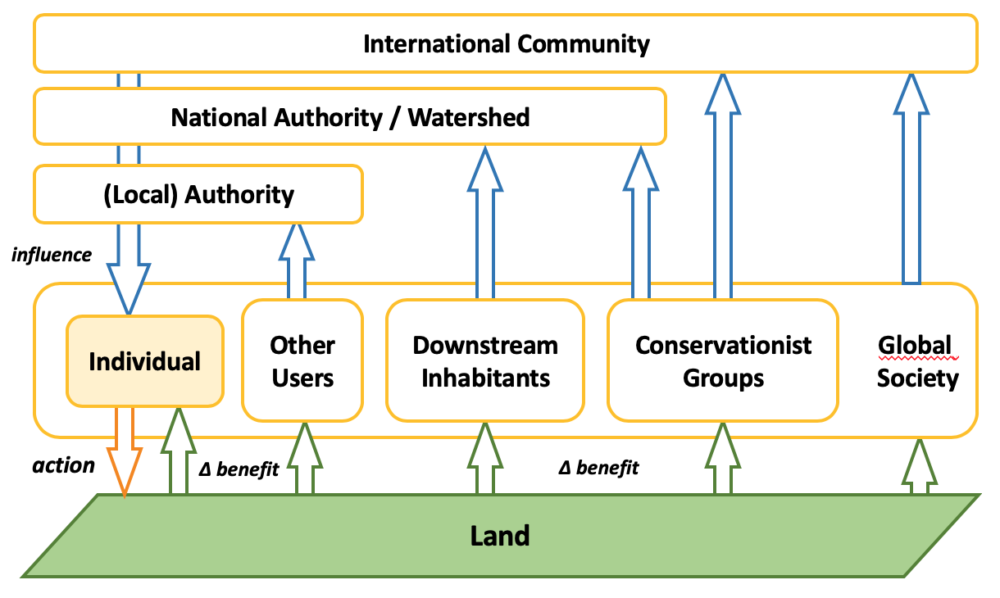 International Community
National Authority / Watershed
(Local) Authority
influence
Individual
Other
Users
Downstream
Inhabitants
Conservationist
Groups
Global
Society
action
Δ benefit
Δ benefit
Land